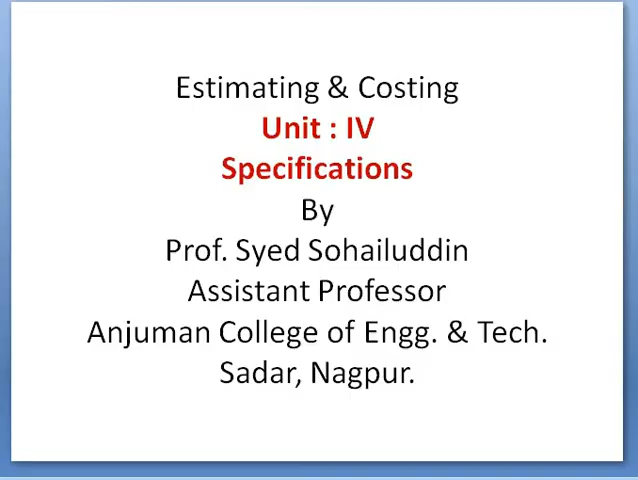 Estimating & Costing
Unit : IV
Specifications
By
Prof. Syed Sohailuddin
Assistant Professor
Anjuman College of Engg. & Tech.
Sadar, Nagpur.